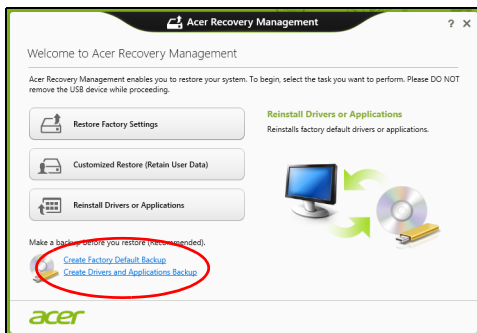 Acer Recovery Management
? X
Welcome to Acer Recovery Management
Acer Recovery Management enables you to restore your system. To begin, select the task you want to perform. Please DO NOT
remove the USB device while proceeding.
Restore Factory Settings
Customized Restore (Retain User Data)
Reinstall Drivers or Applications
Reinstall Drivers or Applications
Reinstalls factory default drivers or applications.
Make a backup before you restore (Recommended).
Create Factory Default Backup
Create Drivers and Applications Backup
acer